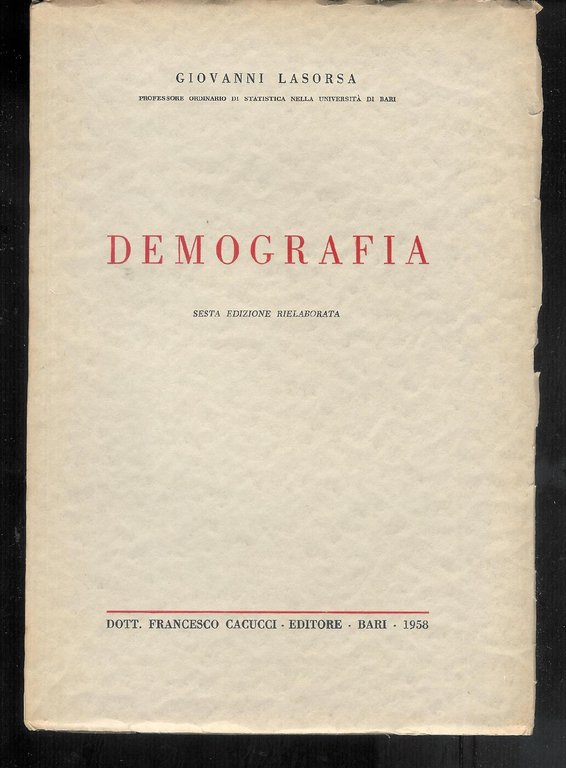 GIOVANNI LASORSA
PROFESSORE ORDINARIO DI STATISTICA NELLA UNIVERSITÀ DI BARI
DEMOGRAFIA
SESTA EDIZIONE RIELABORATA
DOTT. FRANCESCO CACUCCI · EDITORE · BARI · 1958